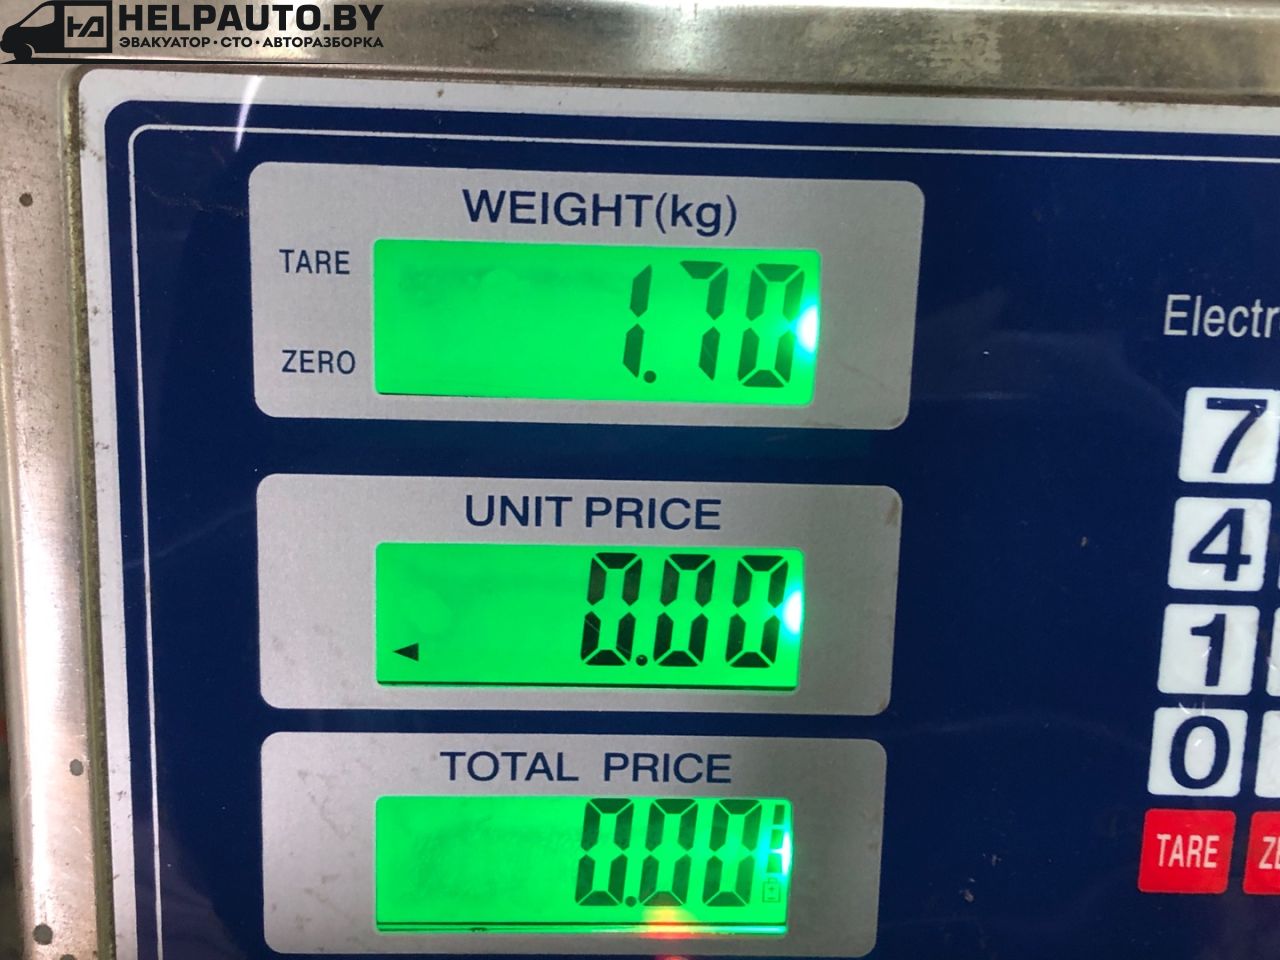 HELPAUTO.BY
ЭВАКУАТОР · СТО · АВТОРАЗБОРКА
WEIGHT(kg)
TARE
1.70
ZERO
Electr
7
UNIT PRICE
4
0.00
1
0
TOTAL PRICE
0.00
TARE
ZE